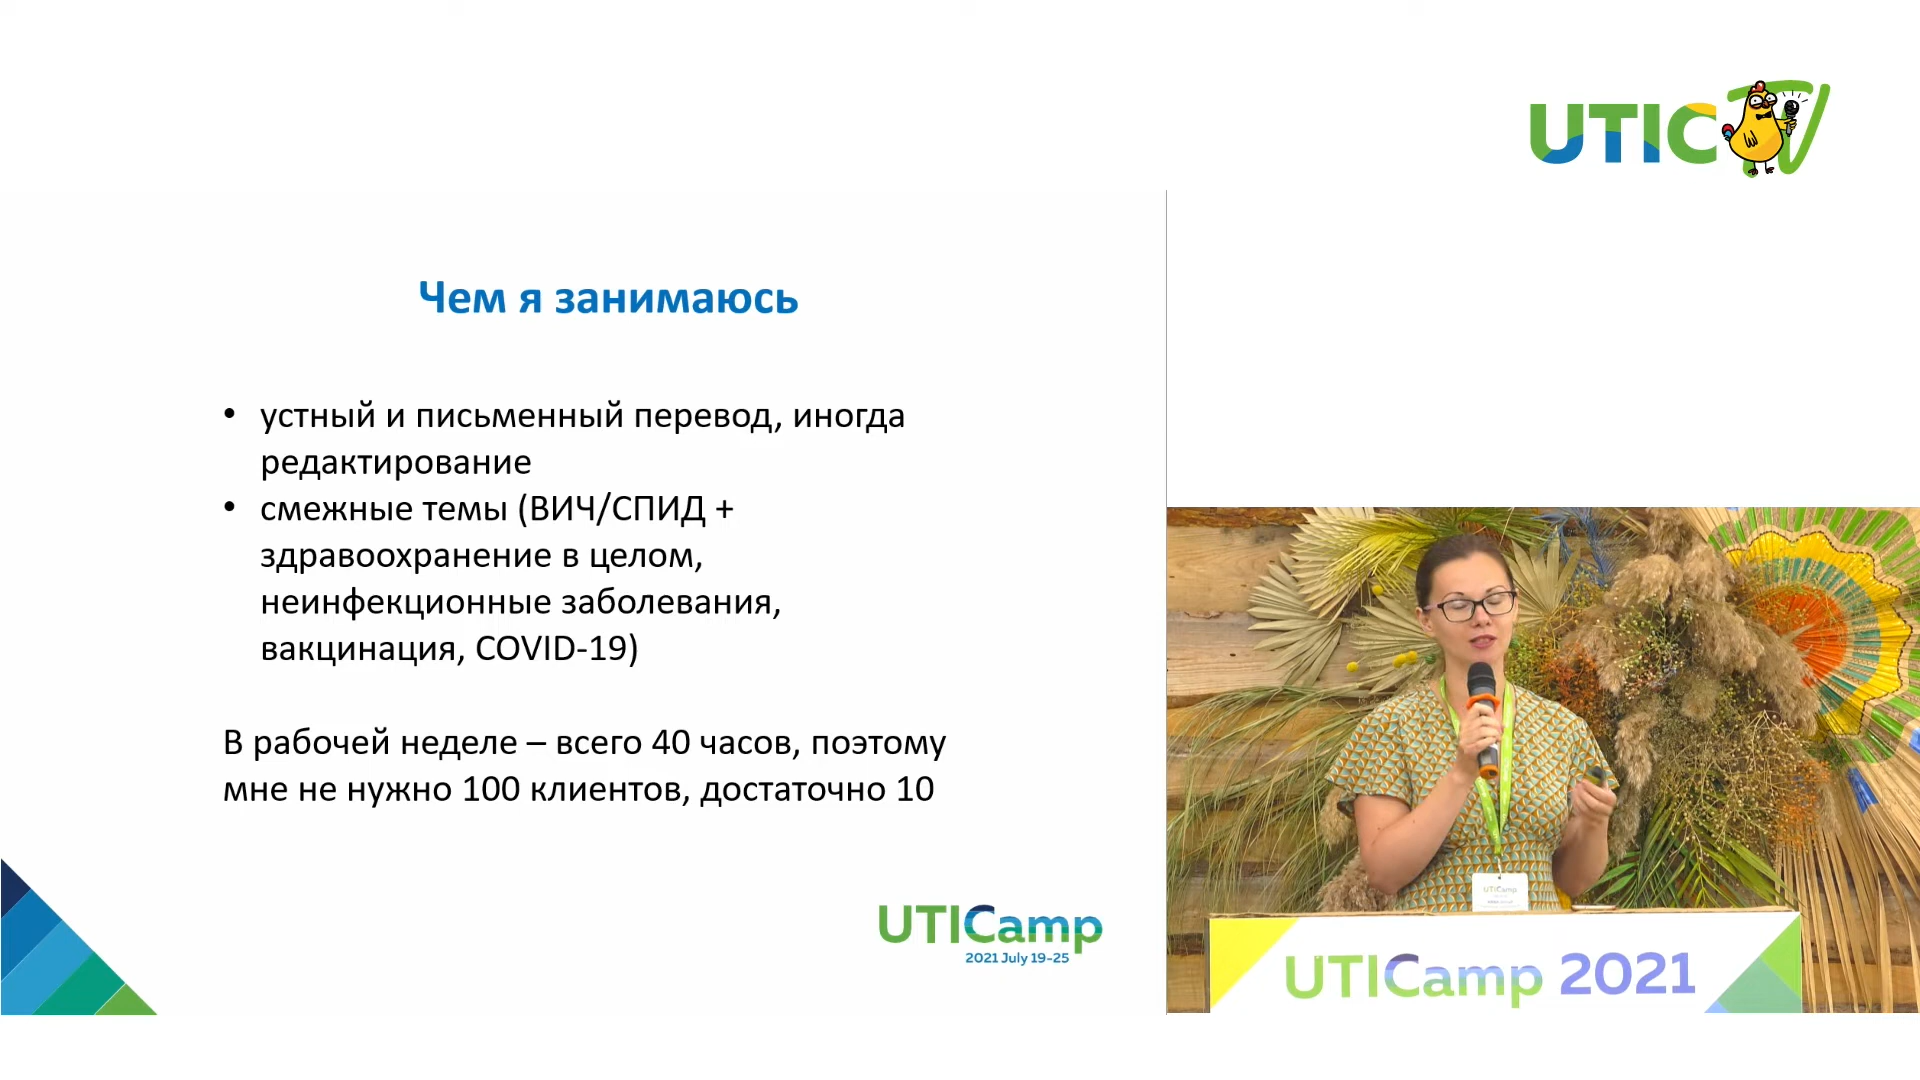 UTIC TV
Чем я занимаюсь
• устный и письменный перевод, иногда
редактирование
• смежные темы (ВИЧ/СПИД +
здравоохранение в целом,
неинфекционные заболевания,
вакцинация, COVID-19)
В рабочей неделе – всего 40 часов, поэтому
мне не нужно 100 клиентов, достаточно 10
UTICamp
2021 July 19-25
UTICamp
UTICamp 2021